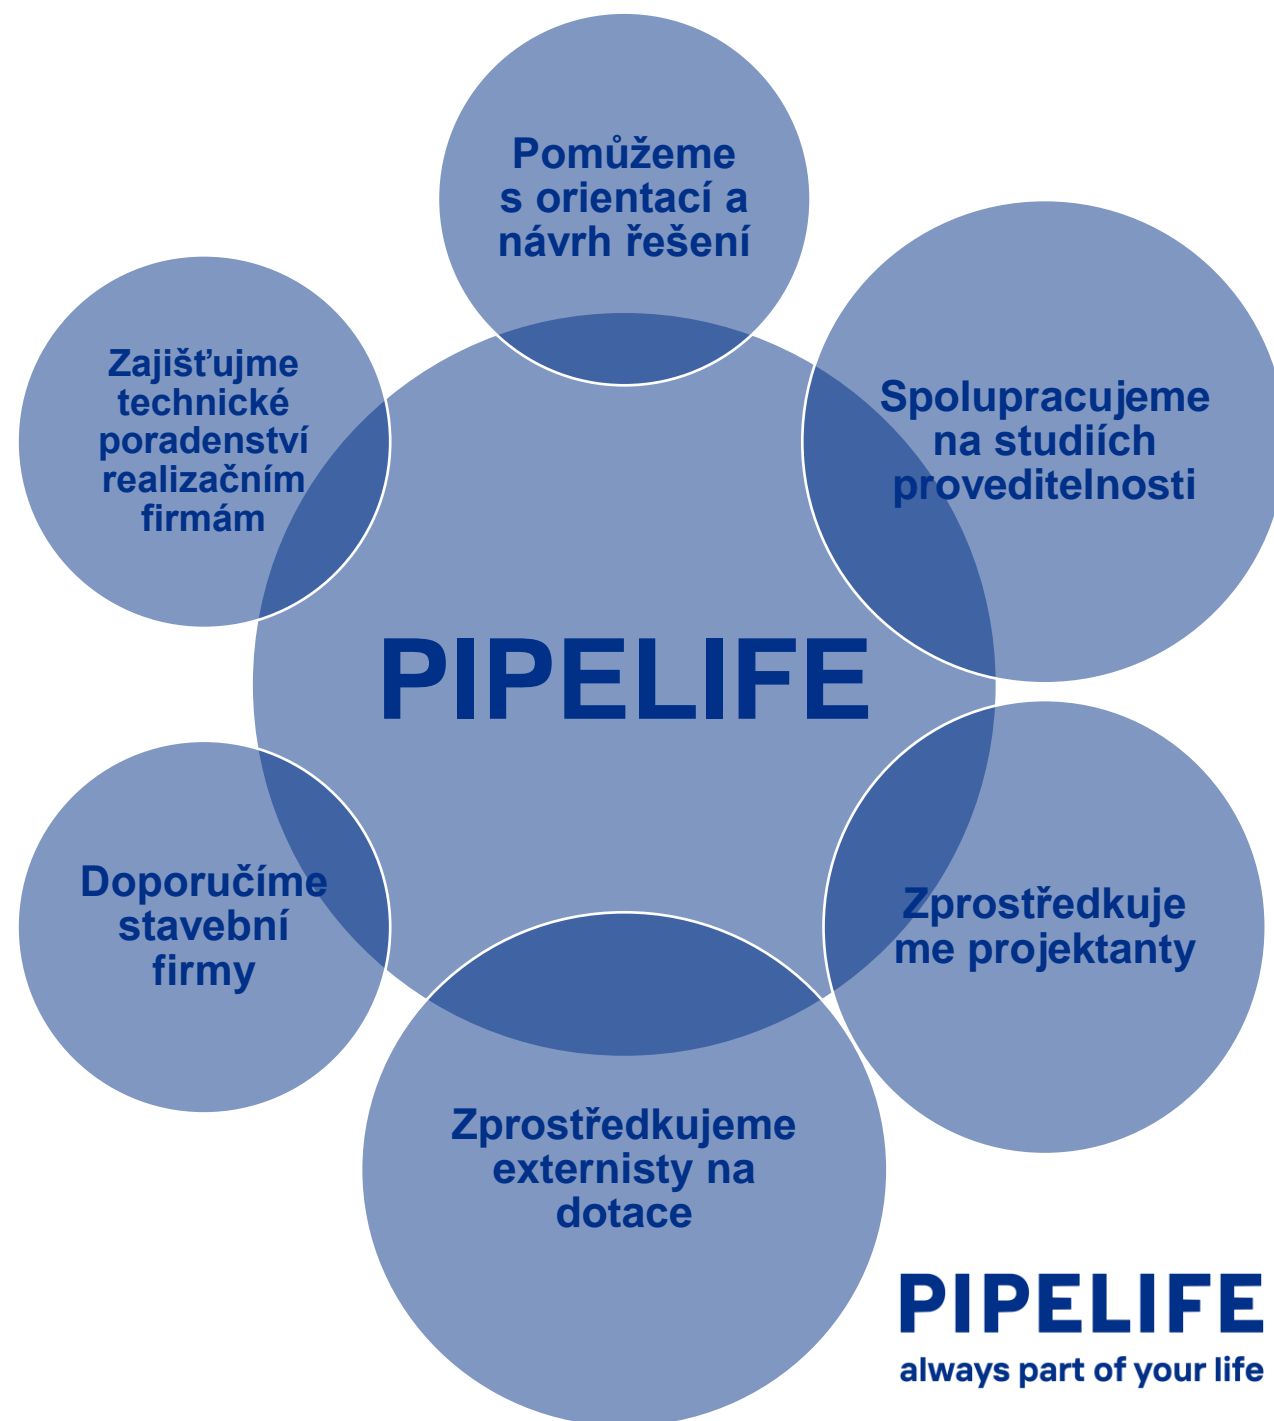 Pomůžeme
s orientací a
návrh řešení
Spolupracujeme
na studiích
proveditelnosti
Zprostředkuje
me projektanty
Zprostředkujeme
externisty na
dotace
Doporučíme
stavební
firmy
Zajišťujme
technické
poradenství
realizačním
firmám
PIPELIFE
PIPELIFE
always part of your life